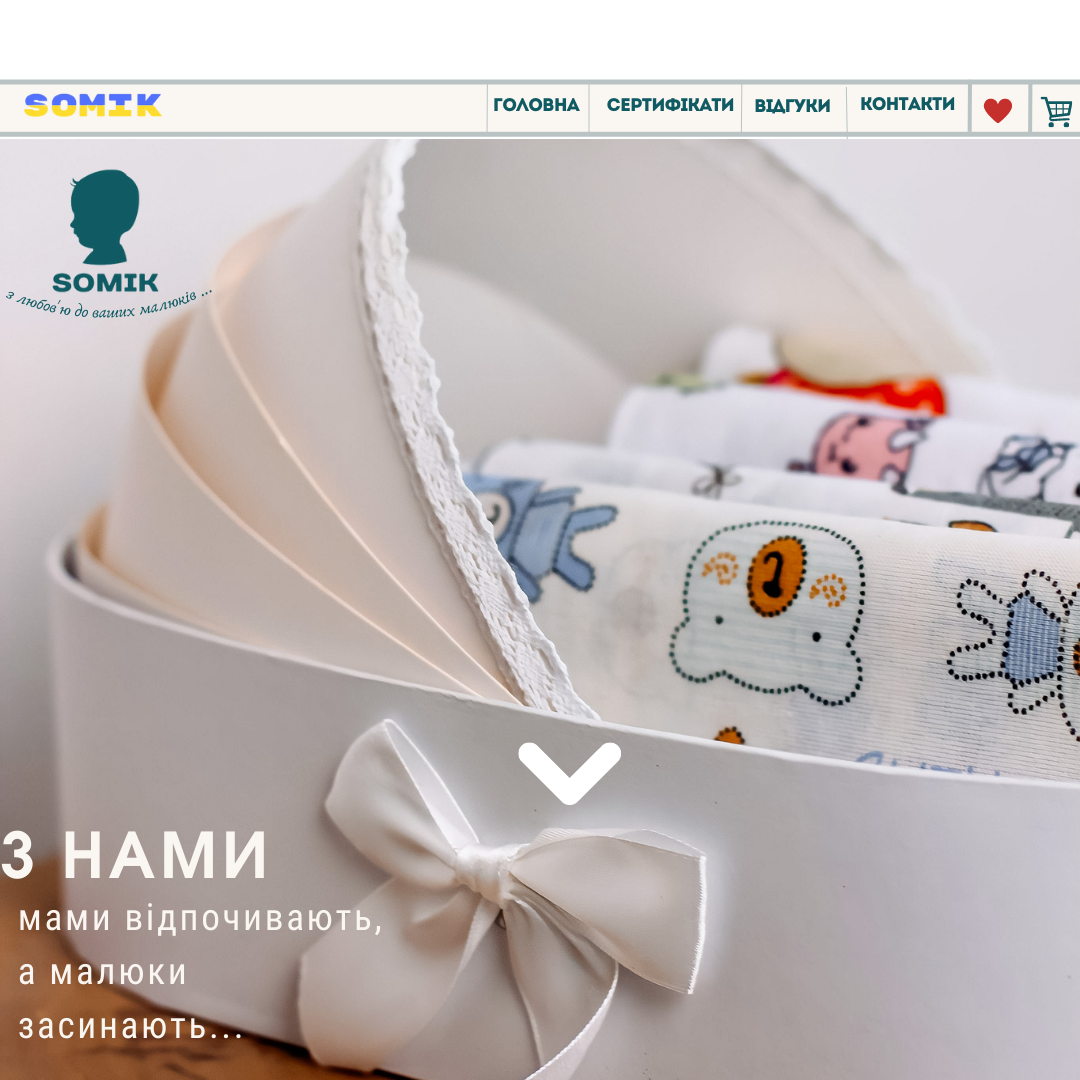 SOMIK
ГОЛОВНА СЕРТИФІКАТИ ВІДГУКИ КОНТАКТИ
SOMIK
з любов'ю до ваших малюків ...
З НАМИ
мами відпочивають,
а малюки
засинають...